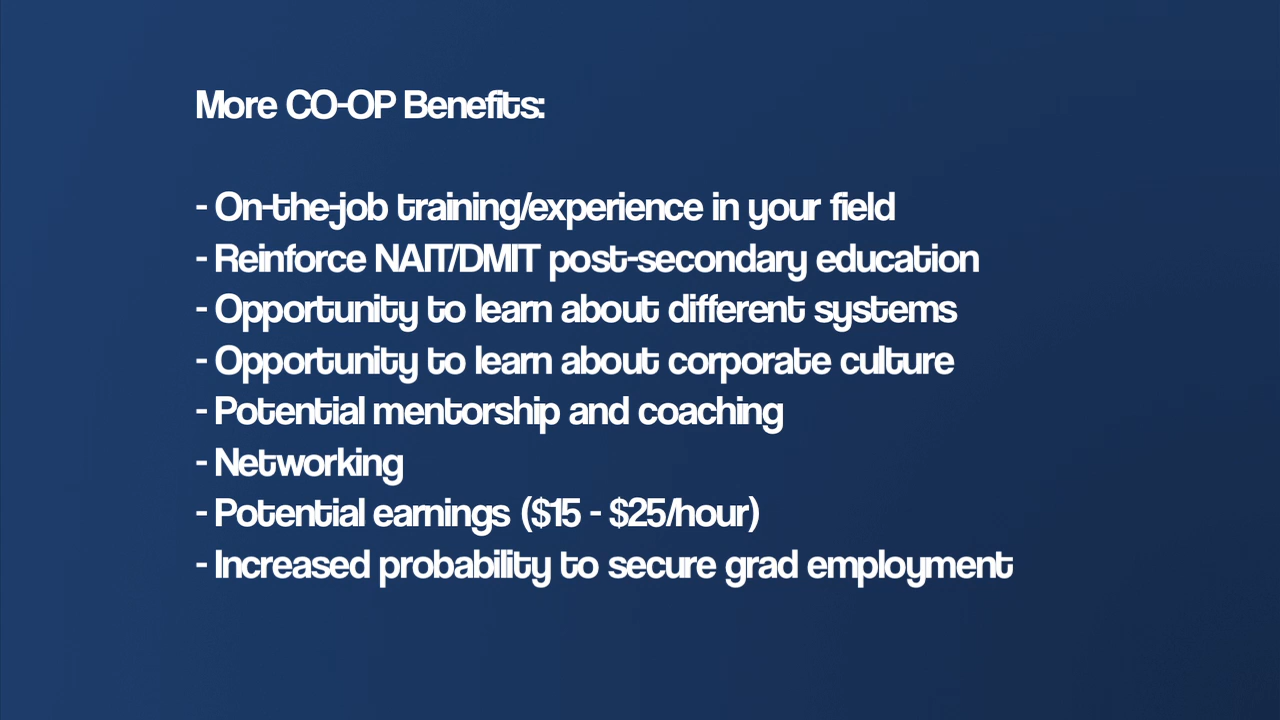 More CO-OP Benefits:
- On-the-job training/experience in your field
- Reinforce NAIT/DMIT post-secondary education
- Opportunity to learn about different systems
- Opportunity to learn about corporate culture
- Potential mentorship and coaching
- Networking
- Potential earnings ($15 - $25/hour)
- Increased probability to secure grad employment